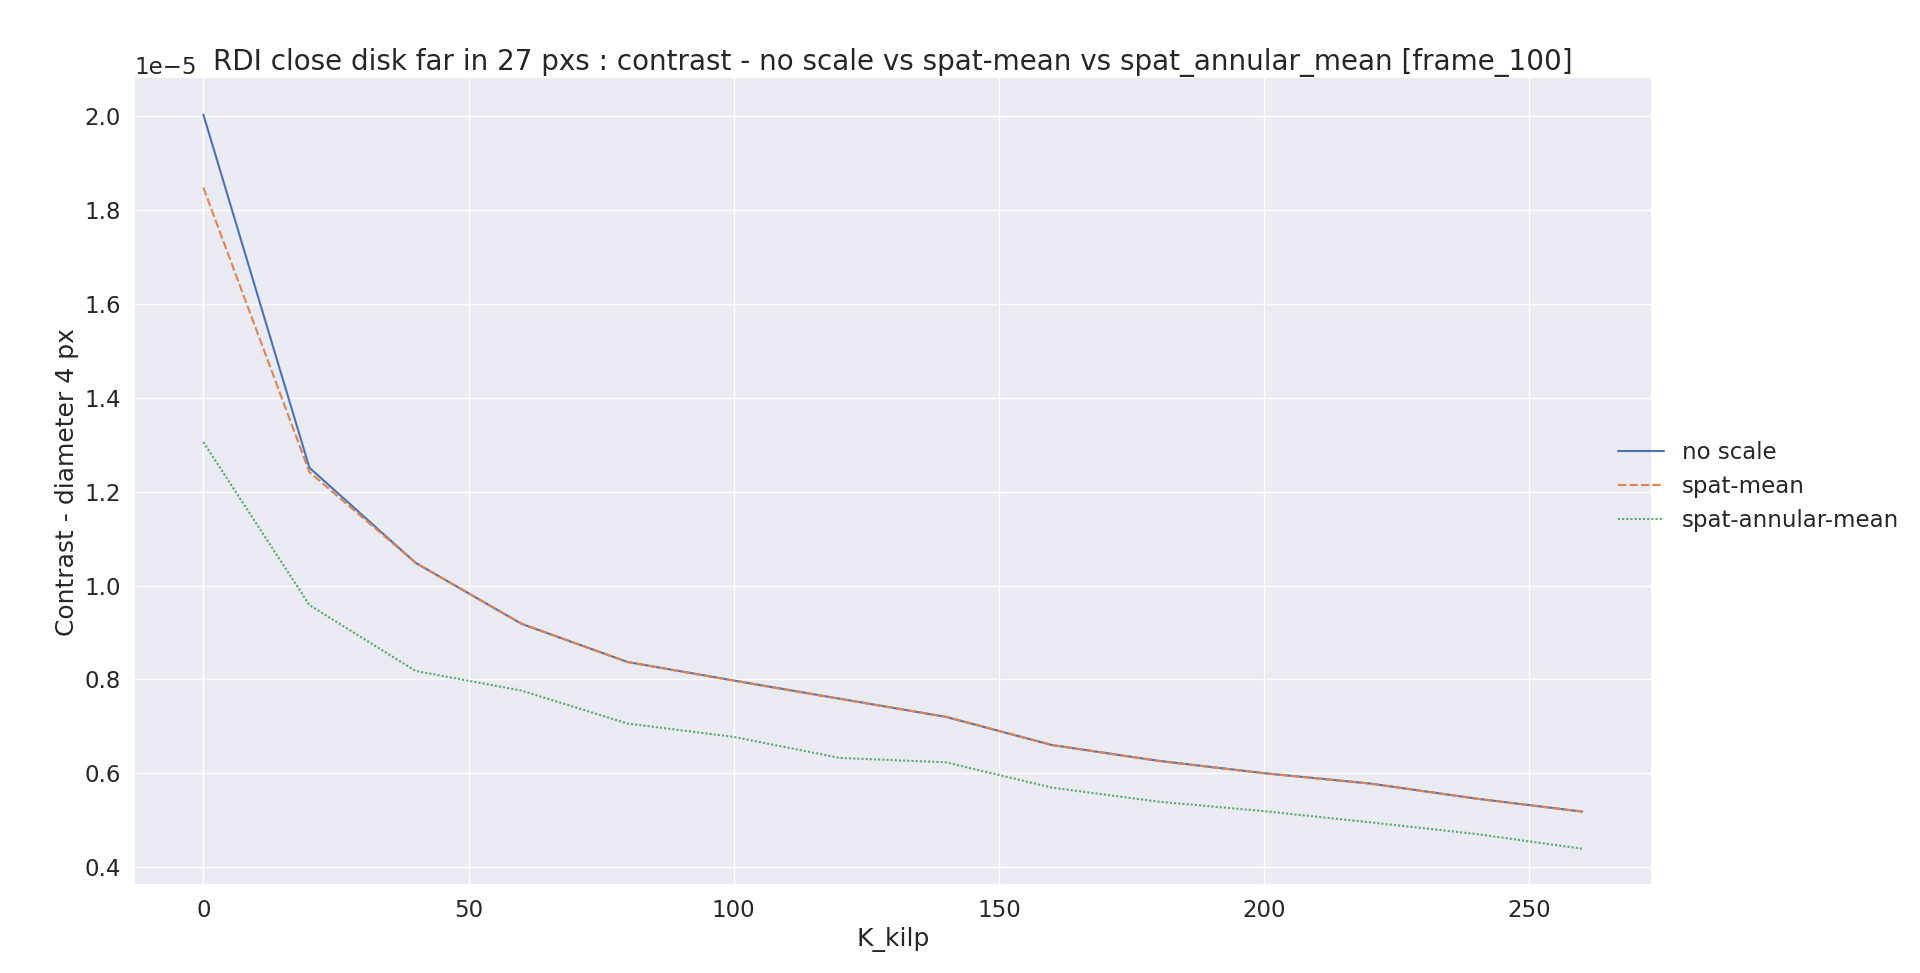 1e−5 RDI close disk far in 27 pxs : contrast - no scale vs spat-mean vs spat_annular_mean [frame_100]
Contrast - diameter 4 px
2.0
1.8
1.6
1.4
1.2
1.0
0.8
0.6
0.4
0 50 100 150 200 250
K_kilp
no scale
spat-mean
spat-annular-mean